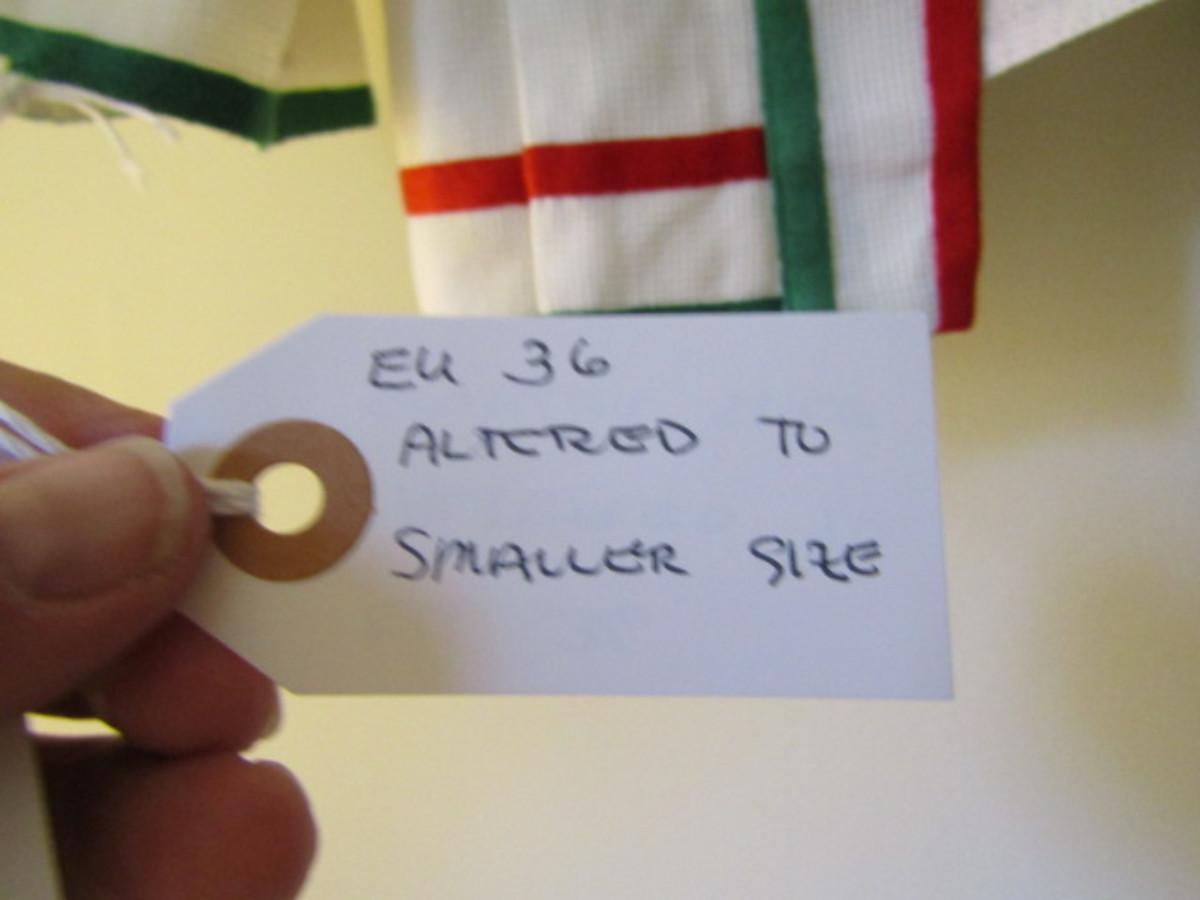 EU 36
ALTERED TO
SMALLER SIZE